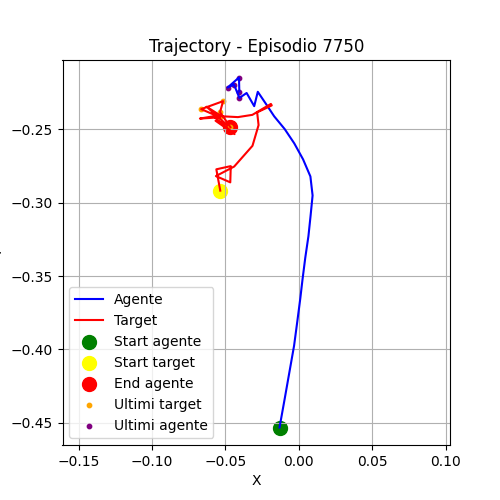 Trajectory - Episodio 7750
−0.25
−0.30
−0.35
−0.40
−0.45
Agente
Target
Start agente
Start target
End agente
Ultimi target
Ultimi agente
−0.15
−0.10
−0.05
0.00
0.05
0.10
X